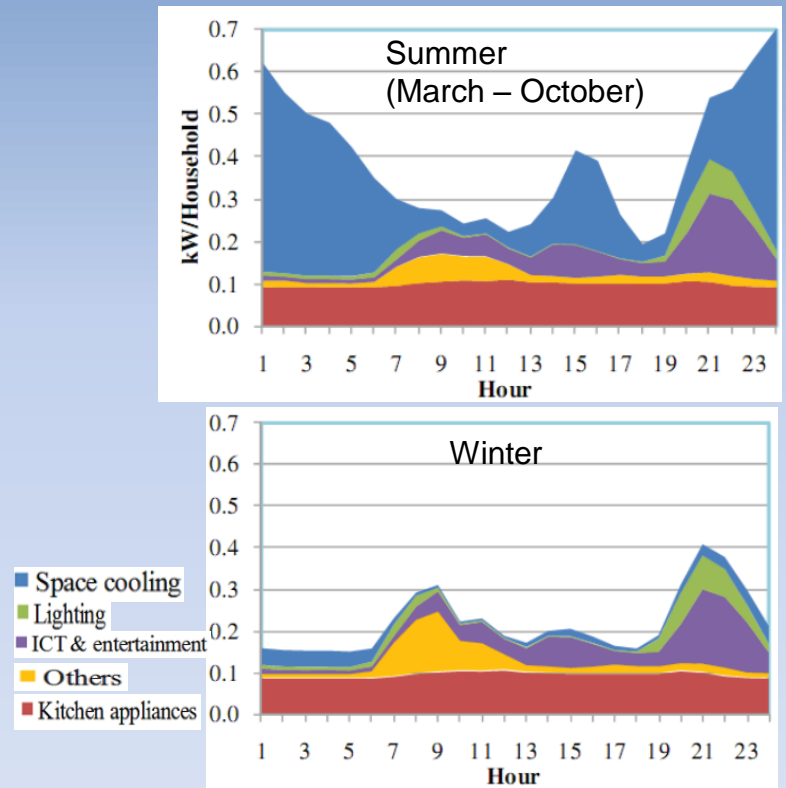 0.7
0.6
0.5
0.4
0.3
0.2
0.1
0.0
kW/Household
Summer
(March – October)
1 3 5 7 9 11 13 15 17 19 21 23
Hour
0.7
0.6
0.5
0.4
0.3
0.2
0.1
0.0
Winter
Space cooling
Lighting
ICT & entertainment
Others
Kitchen appliances
1 3 5 7 9 11 13 15 17 19 21 23
Hour